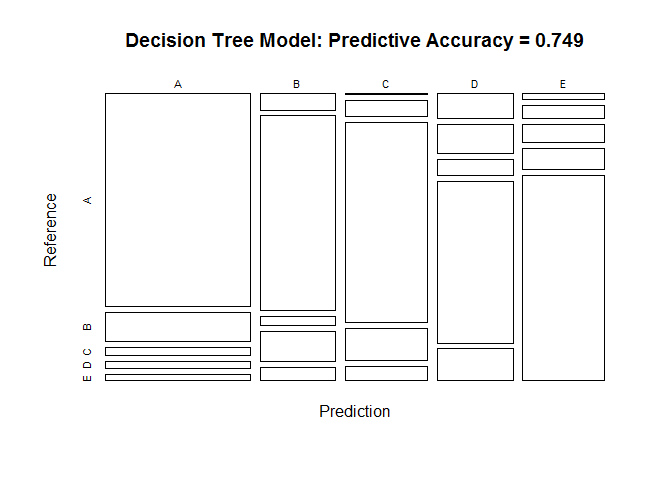 Decision Tree Model: Predictive Accuracy = 0.749
A B C D E
Reference
A
B
C
D
E
Prediction